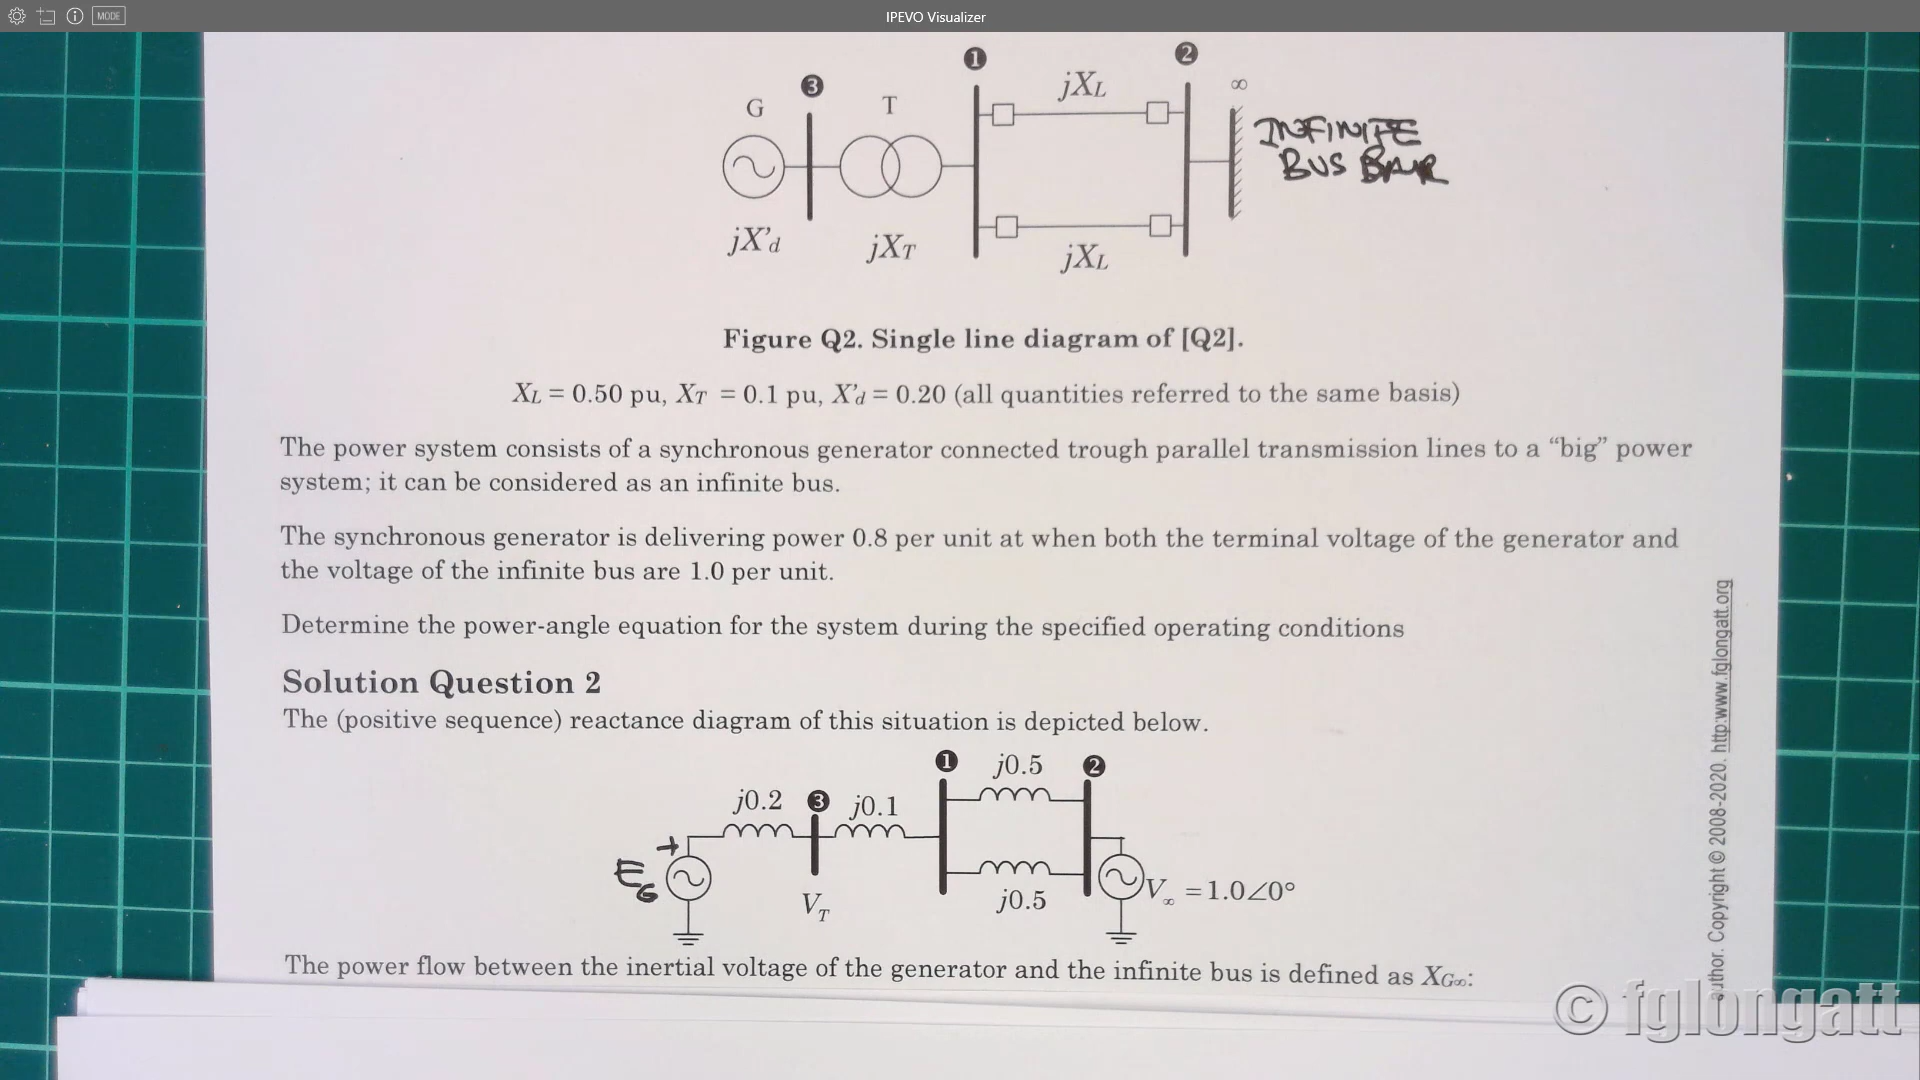 MODE
IPEVO Visualizer
❶
❷
❸
jXL
∞
G
T
INFINITE
BUS BAR
jX'd
jXT
jXL
Figure Q2. Single line diagram of [Q2].
XL = 0.50 pu, XT = 0.1 pu, X'd = 0.20 (all quantities referred to the same basis)
The power system consists of a synchronous generator connected trough parallel transmission lines to a “big” power
system; it can be considered as an infinite bus.
The synchronous generator is delivering power 0.8 per unit at when both the terminal voltage of the generator and
the voltage of the infinite bus are 1.0 per unit.
Determine the power-angle equation for the system during the specified operating conditions
Solution Question 2
The (positive sequence) reactance diagram of this situation is depicted below.
❶
j0.5
❷
j0.2
❸
j0.1
+
EG
VT
j0.5
V∞ = 1.0∠0°
The power flow between the inertial voltage of the generator and the infinite bus is defined as XG∞:
author. Copyright © 2008-2020. http:www.fglongatt.org
© fglongatt